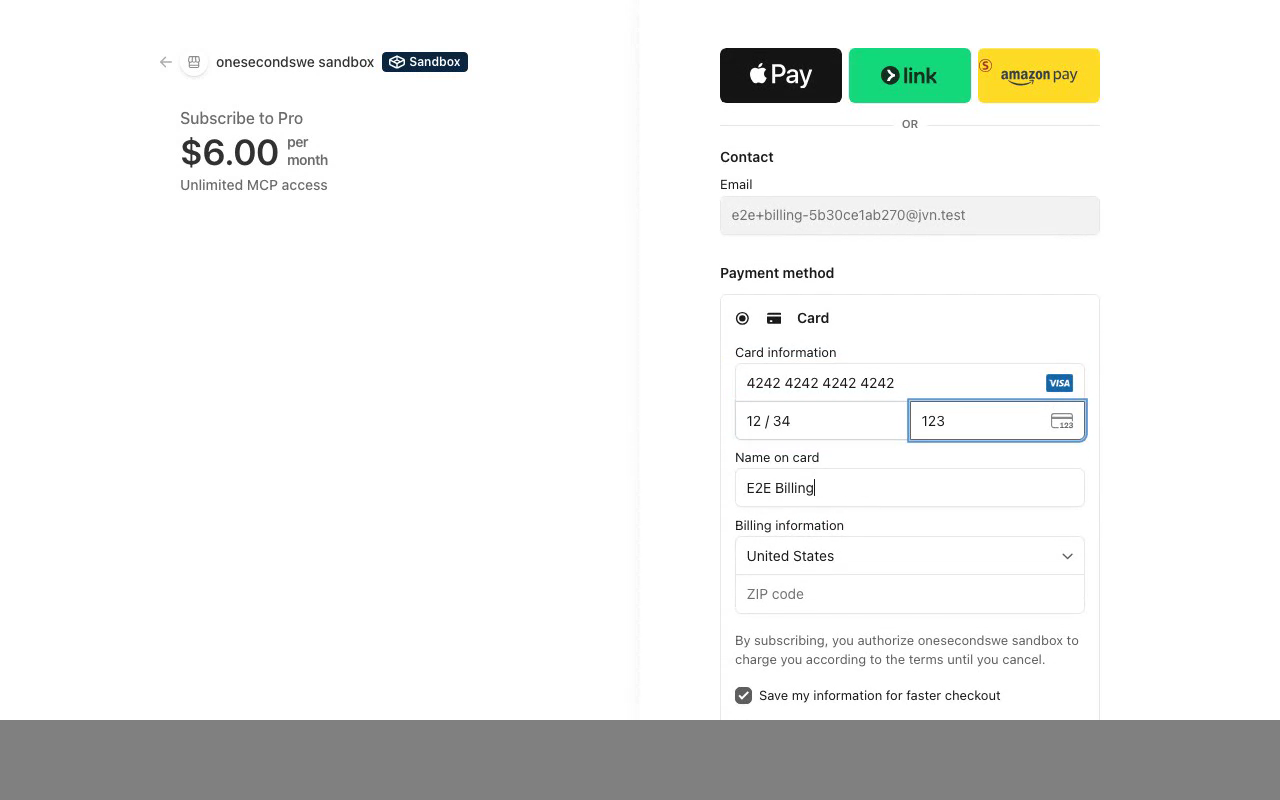 onesecondswe sandbox Sandbox
Subscribe to Pro
$6.00 per month
Unlimited MCP access
Pay link amazon pay
OR
Contact
Email
e2e+billing-5b30ce1ab270@jvn.test
Payment method
Card
Card information
4242 4242 4242 4242 VISA
12 / 34 123 123
Name on card
E2E Billing
Billing information
United States
ZIP code
By subscribing, you authorize onesecondswe sandbox to
charge you according to the terms until you cancel.
Save my information for faster checkout